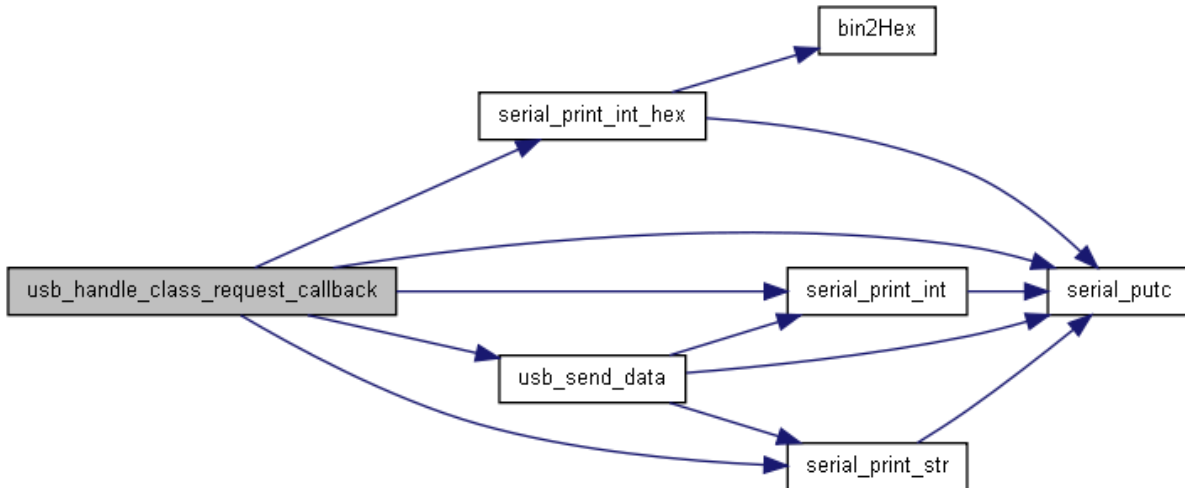 bin2Hex
serial_print_int_hex
usb_handle_class_request_callback
serial_print_int
serial_putc
usb_send_data
serial_print_str